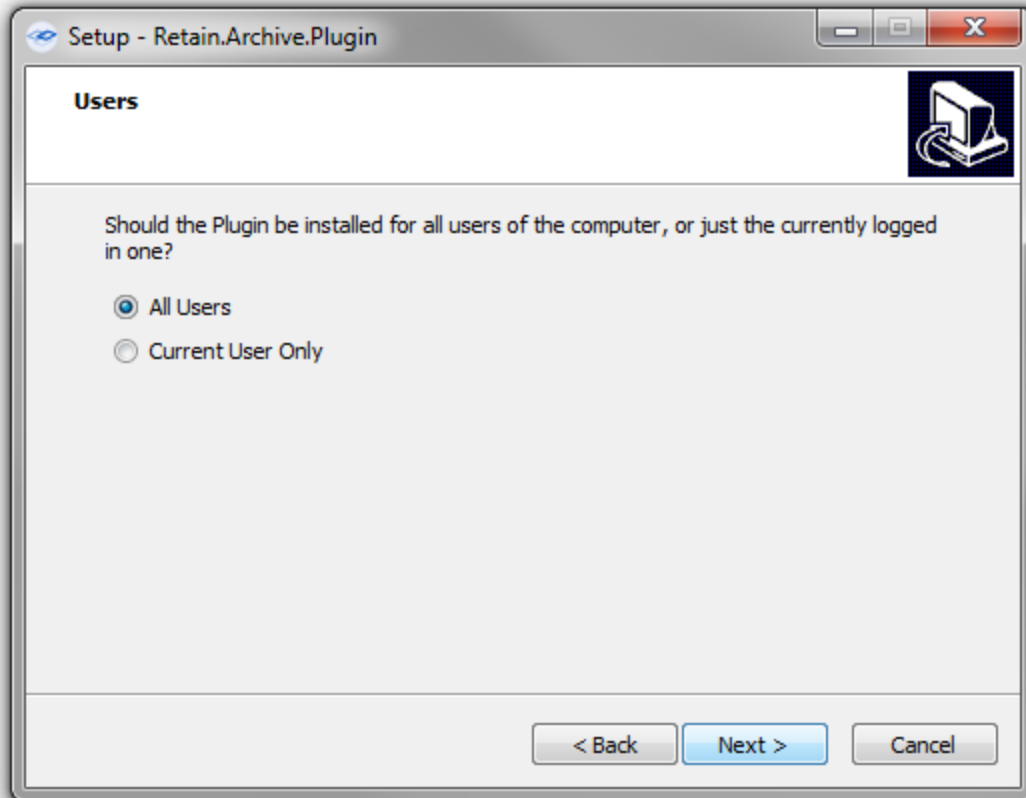 Setup - Retain.Archive.Plugin
Users
Should the Plugin be installed for all users of the computer, or just the currently logged
in one?
All Users
Current User Only
< Back
Next >
Cancel